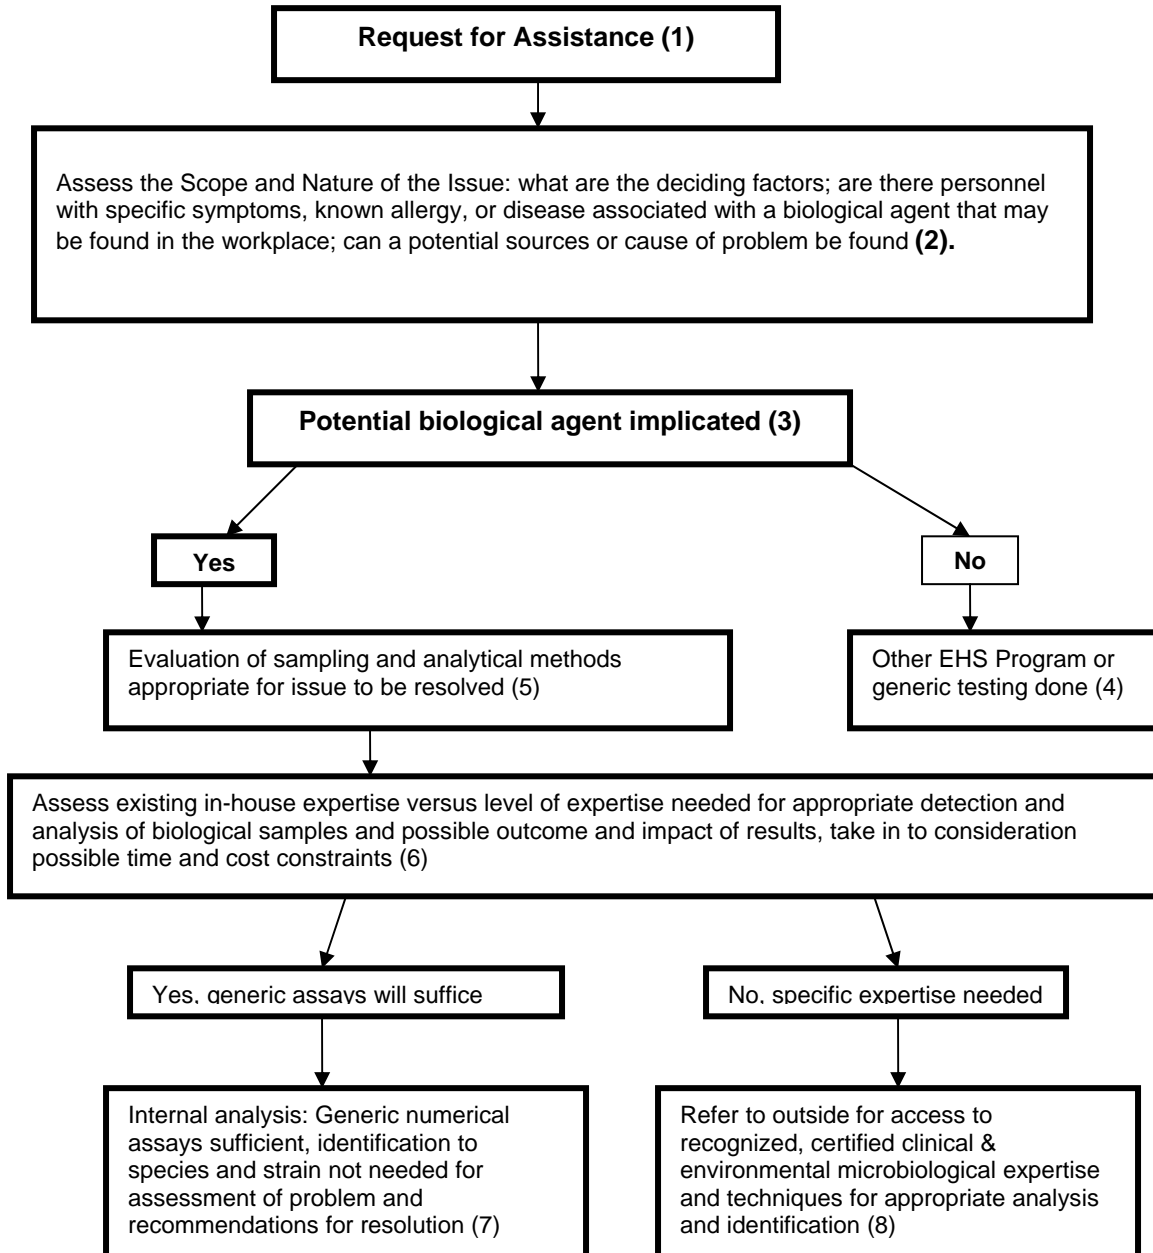 Request for Assistance (1)
Assess the Scope and Nature of the Issue: what are the deciding factors; are there personnel
with specific symptoms, known allergy, or disease associated with a biological agent that may
be found in the workplace; can a potential sources or cause of problem be found (2).
Potential biological agent implicated (3)
Yes
No
Evaluation of sampling and analytical methods
appropriate for issue to be resolved (5)
Other EHS Program or
generic testing done (4)
Assess existing in-house expertise versus level of expertise needed for appropriate detection and
analysis of biological samples and possible outcome and impact of results, take in to consideration
possible time and cost constraints (6)
Yes, generic assays will suffice
No, specific expertise needed
Internal analysis: Generic numerical
assays sufficient, identification to
species and strain not needed for
assessment of problem and
recommendations for resolution (7)
Refer to outside for access to
recognized, certified clinical &
environmental microbiological expertise
and techniques for appropriate analysis
and identification (8)